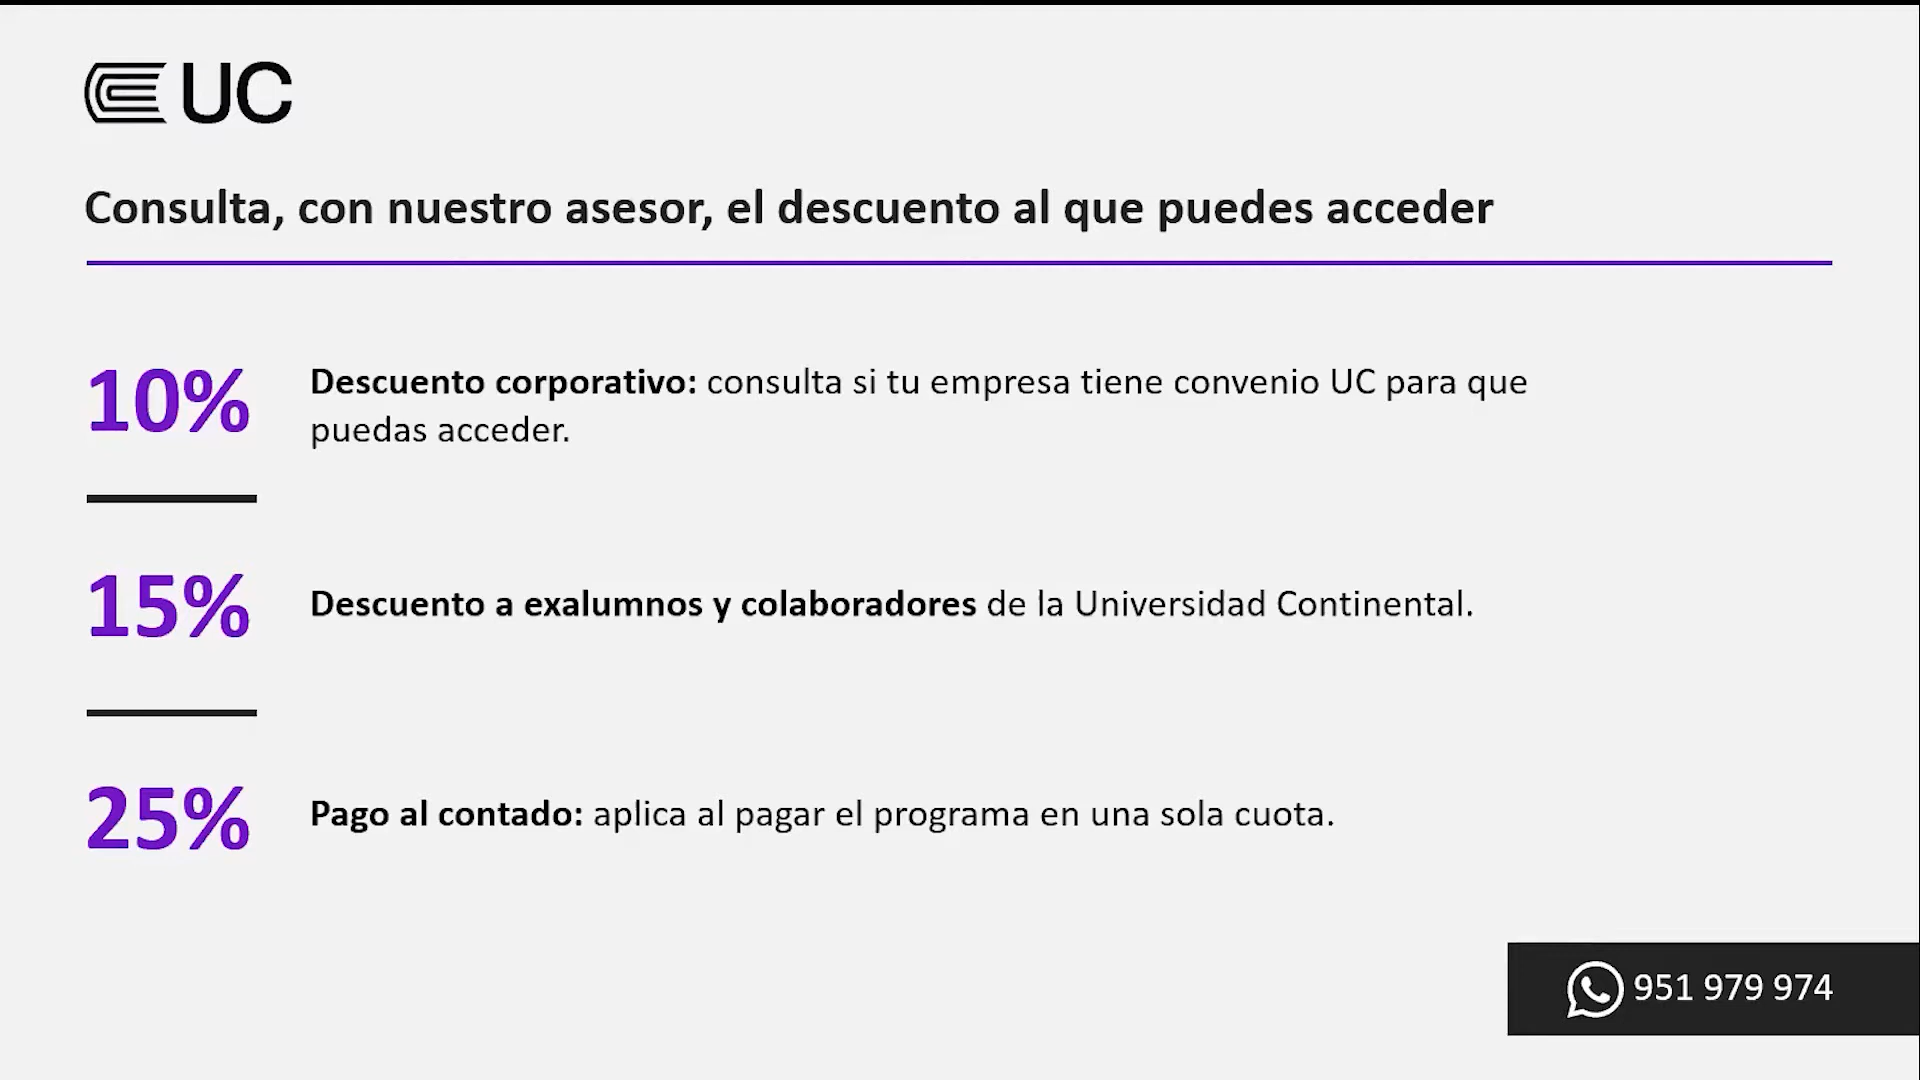 UC
Consulta, con nuestro asesor, el descuento al que puedes acceder
10%
Descuento corporativo: consulta si tu empresa tiene convenio UC para que
puedas acceder.
15%
Descuento a exalumnos y colaboradores de la Universidad Continental.
25%
Pago al contado: aplica al pagar el programa en una sola cuota.
951 979 974